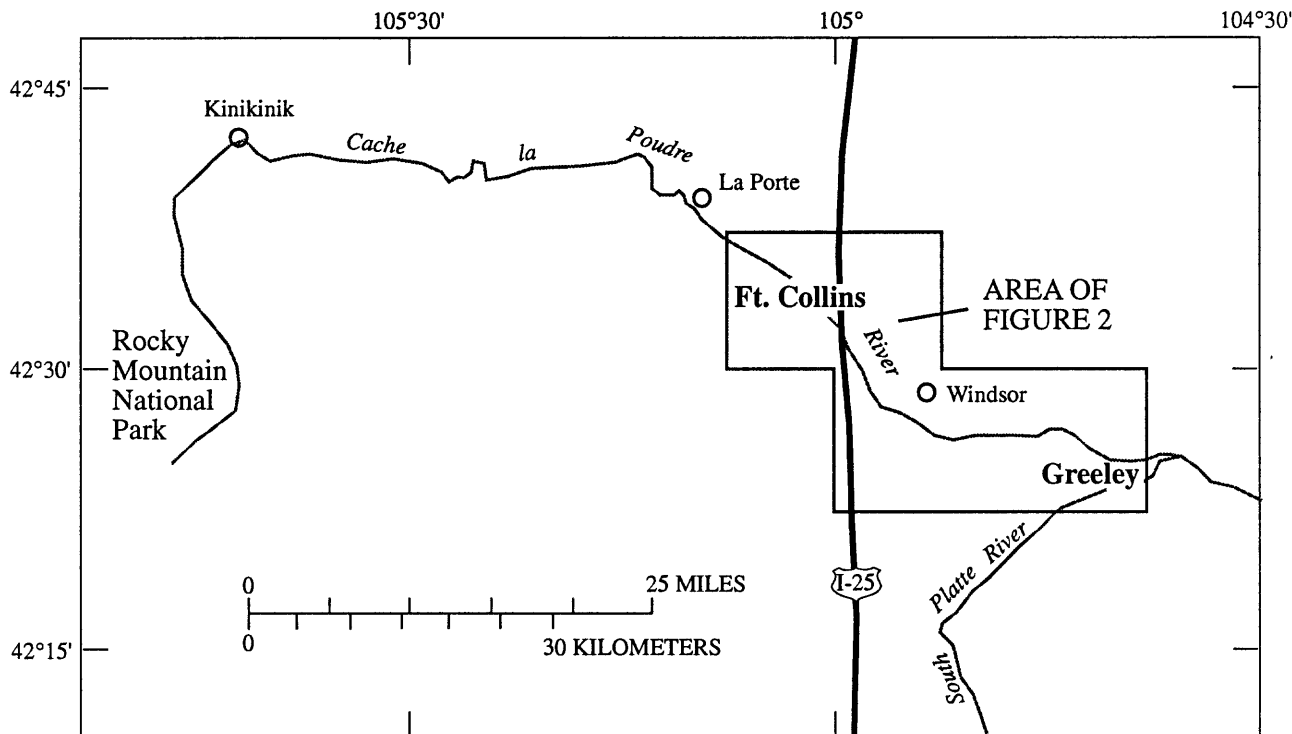 105°30'
105°
104°30'
42°45'
Kinikinik
Cache
la
Poudre
La Porte
Ft. Collins
AREA OF
FIGURE 2
River
Rocky
Mountain
National
Park
42°30'
Windsor
Greeley
Platte River
South
I-25
0
25 MILES
0
30 KILOMETERS
42°15'